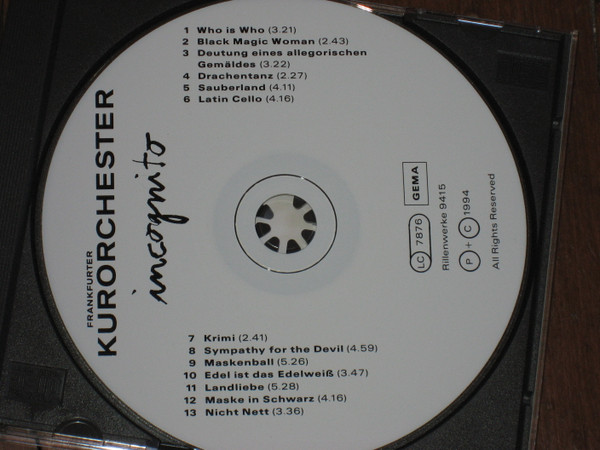 1 Who is Who (3.21)
2 Black Magic Woman (2.43)
3 Deutung eines allegorischen
Gemäldes (3.22)
4 Drachentanz (2.27)
5 Sauberland (4.11)
6 Latin Cello (4.16)
FRANKFURTER
KURORCHESTER
incognito
GEMA
LC 7876
Rillenwerke 9415
P + C 1994
All Rights Reserved
7 Krimi (2.41)
8 Sympathy for the Devil (4.59)
9 Maskenball (5.26)
10 Edel ist das Edelweiß (3.47)
11 Landliebe (5.28)
12 Maske in Schwarz (4.16)
13 Nicht Nett (3.36)